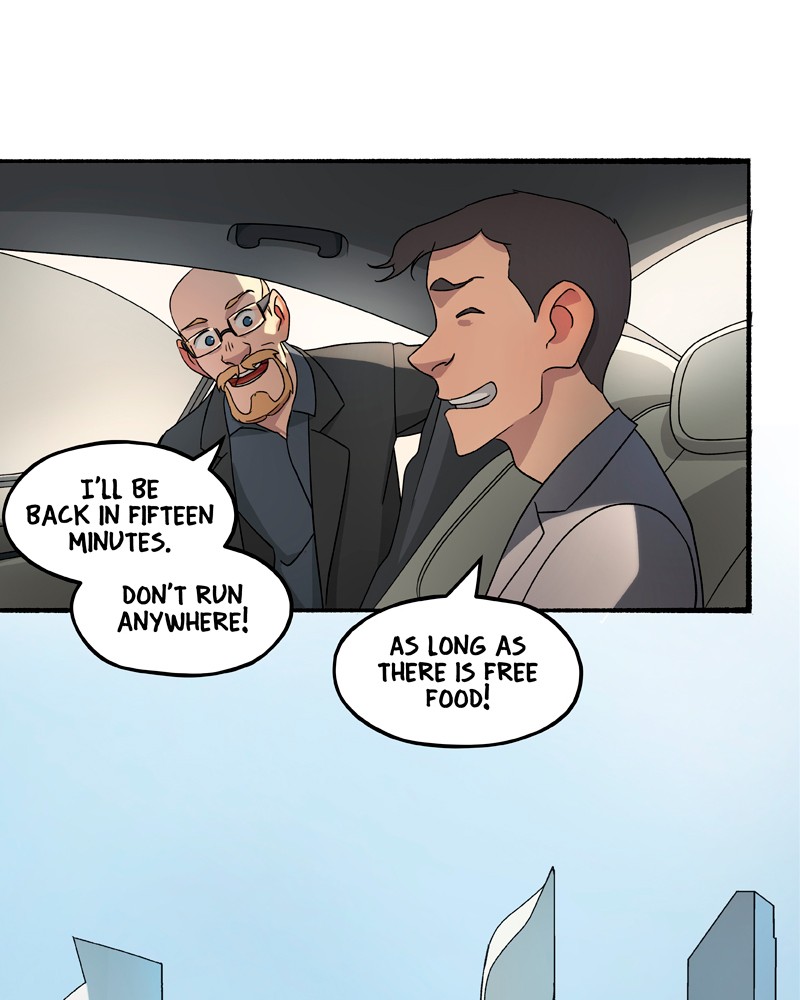 I'LL BE
BACK IN FIFTEEN
MINUTES.
DON'T RUN
ANYWHERE!
AS LONG AS
THERE IS FREE
FOOD!